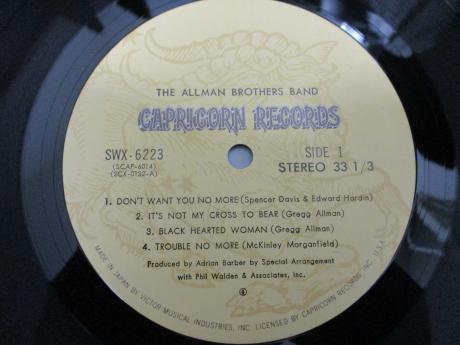 THE ALLMAN BROTHERS BAND
CAPRICORN RECORDS
SWX-6223
(SCAP-6014)
(2CX-0132-A)
SIDE 1
STEREO 33 1/3
1. DON'T WANT YOU NO MORE (Spencer Davis & Edward Hardin)
2. IT'S NOT MY CROSS TO BEAR (Gregg Allman)
3. BLACK HEARTED WOMAN (Gregg Allman)
4. TROUBLE NO MORE (McKinley Morganfield)
Produced by Adrian Barber by Special Arrangement
with Phil Walden & Associates, Inc.
MADE IN JAPAN BY VICTOR MUSICAL INDUSTRIES, INC. LICENSED BY CAPRICORN RECORDS INC., U.S.A.